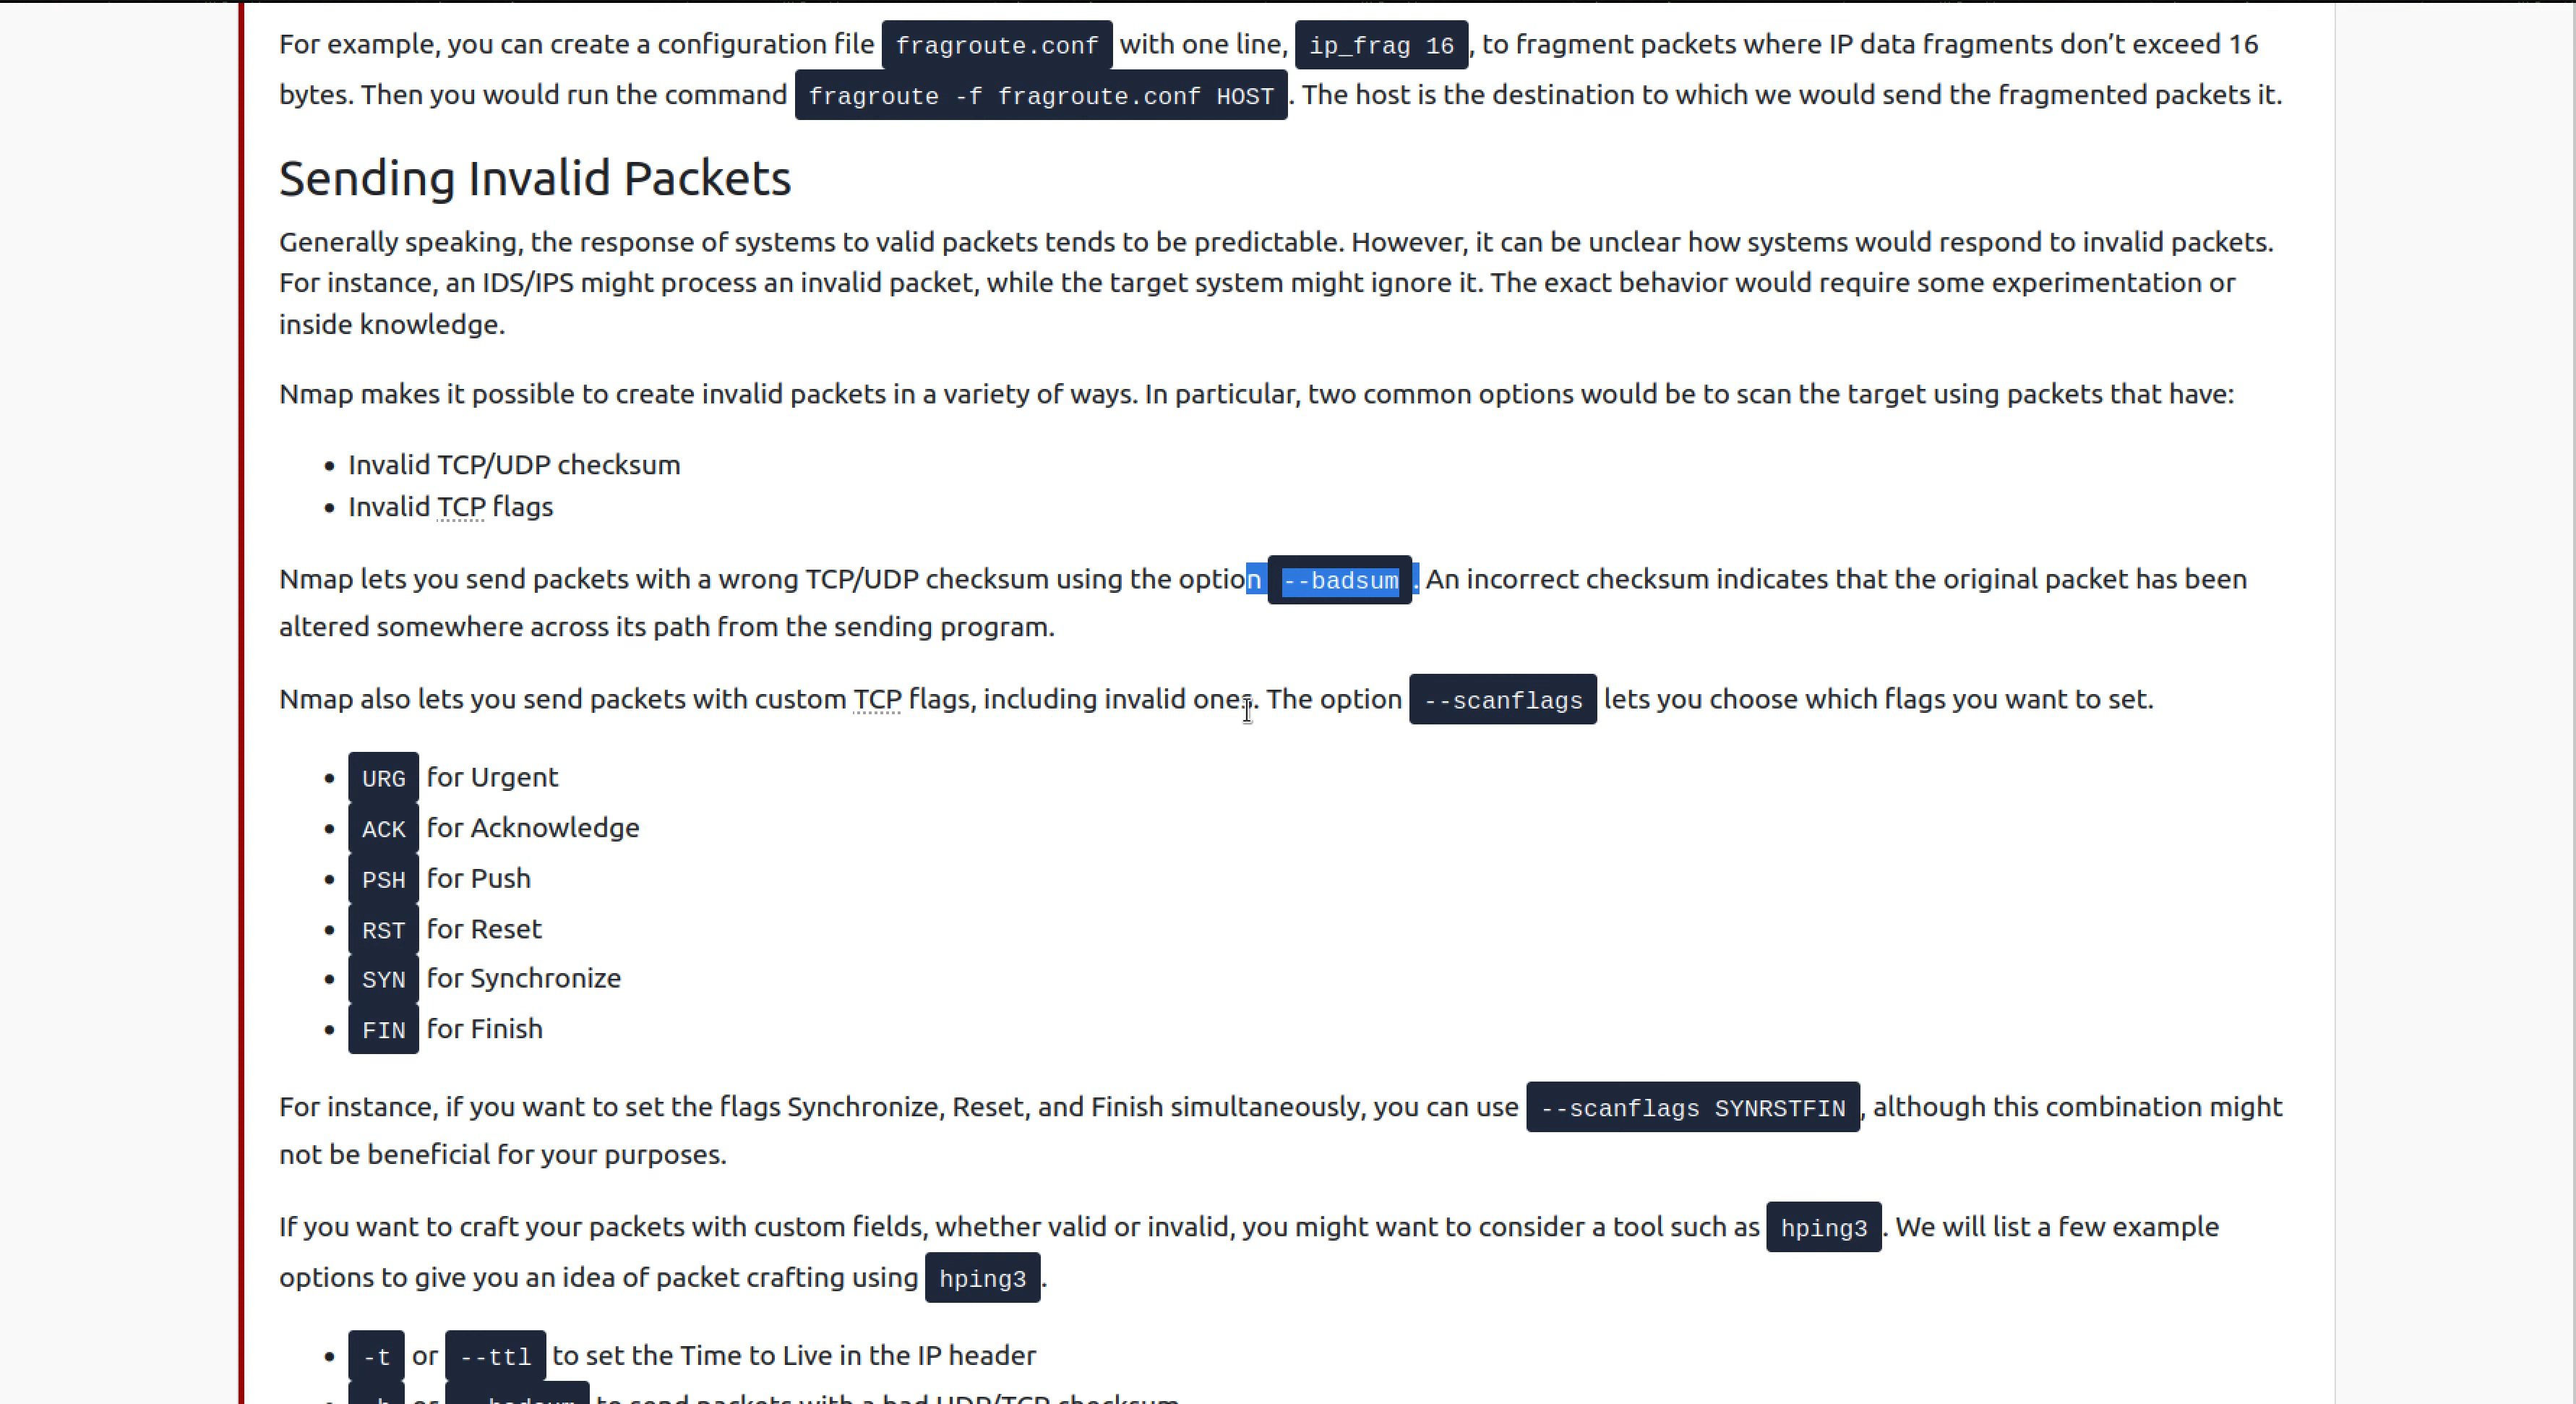 For example, you can create a configuration file fragroute.conf with one line, ip_frag 16, to fragment packets where IP data fragments don’t exceed 16
bytes. Then you would run the command fragroute -f fragroute.conf HOST. The host is the destination to which we would send the fragmented packets it.
Sending Invalid Packets
Generally speaking, the response of systems to valid packets tends to be predictable. However, it can be unclear how systems would respond to invalid packets.
For instance, an IDS/IPS might process an invalid packet, while the target system might ignore it. The exact behavior would require some experimentation or
inside knowledge.
Nmap makes it possible to create invalid packets in a variety of ways. In particular, two common options would be to scan the target using packets that have:
• Invalid TCP/UDP checksum
• Invalid TCP flags
Nmap lets you send packets with a wrong TCP/UDP checksum using the option --badsum. An incorrect checksum indicates that the original packet has been
altered somewhere across its path from the sending program.
Nmap also lets you send packets with custom TCP flags, including invalid ones. The option --scanflags lets you choose which flags you want to set.
• URG for Urgent
• ACK for Acknowledge
• PSH for Push
• RST for Reset
• SYN for Synchronize
• FIN for Finish
For instance, if you want to set the flags Synchronize, Reset, and Finish simultaneously, you can use --scanflags SYNRSTFIN, although this combination might
not be beneficial for your purposes.
If you want to craft your packets with custom fields, whether valid or invalid, you might want to consider a tool such as hping3. We will list a few example
options to give you an idea of packet crafting using hping3.
• -t or --ttl to set the Time to Live in the IP header
• -b or --badsum to send packets with a bad UDP/TCP checksum